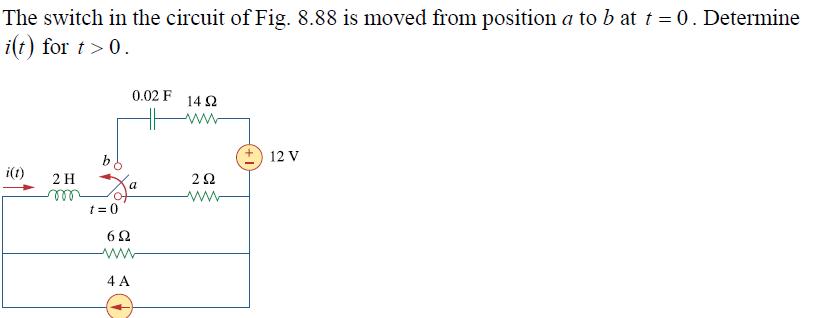 The switch in the circuit of Fig. 8.88 is moved from position a to b at t = 0. Determine
i(t) for t > 0.
0.02 F 14 Ω
b
+ 12 V
i(t)
2 H
a
2 Ω
t = 0
6 Ω
4 A